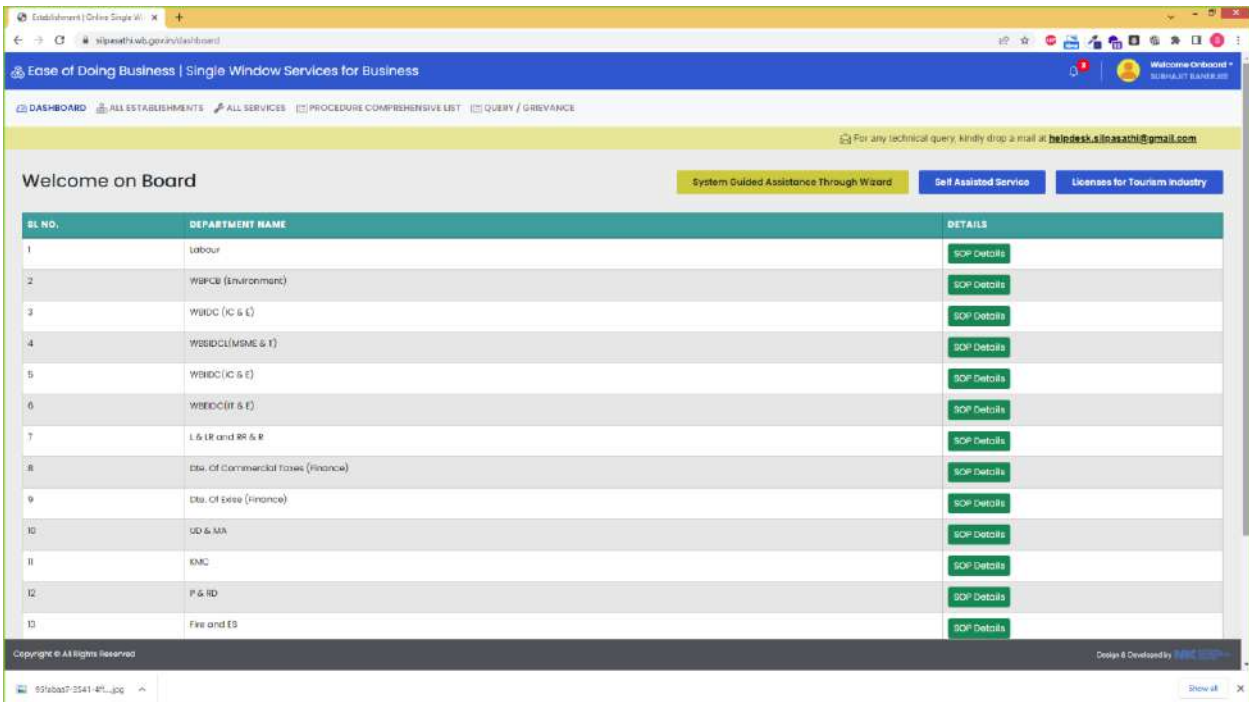 Establishment | Online Single Wi
silpasathi.wb.gov.in/dashboard
Ease of Doing Business | Single Window Services for Business
Welcome Onboard
SUBHAJIT BANERJEE
DASHBOARD ALL ESTABLISHMENTS ALL SERVICES PROCEDURE COMPREHENSIVE LIST QUERY / GRIEVANCE
For any technical query, kindly drop a mail at helpdesk.silpasathi@gmail.com
Welcome on Board
System Guided Assistance Through Wizard Self Assisted Service Licenses for Tourism Industry
SL NO. DEPARTMENT NAME DETAILS
1 Labour SOP Details
2 WBPCB (Environment) SOP Details
3 WBIDC (IC & E) SOP Details
4 WBSIDCL(MSME & T) SOP Details
5 WBIIDC(IC & E) SOP Details
6 WBEIDC(IT & E) SOP Details
7 L & LR and RR & R SOP Details
8 Dte. Of Commercial Taxes (Finance) SOP Details
9 Dte. Of Exise (Finance) SOP Details
10 UD & MA SOP Details
11 KMC SOP Details
12 P & RD SOP Details
13 Fire and ES SOP Details
Copyright © All Rights Reserved
Design & Developed by
Show all